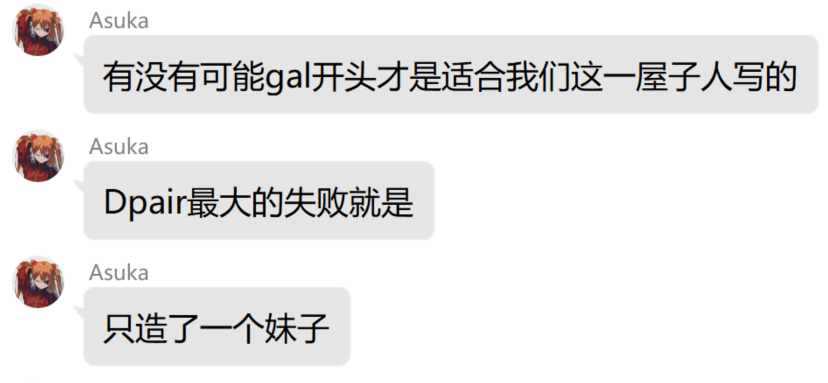 Asuka
有没有可能gal开头才是适合我们这一屋子人写的
Asuka
Dpair最大的失败就是
Asuka
只造了一个妹子